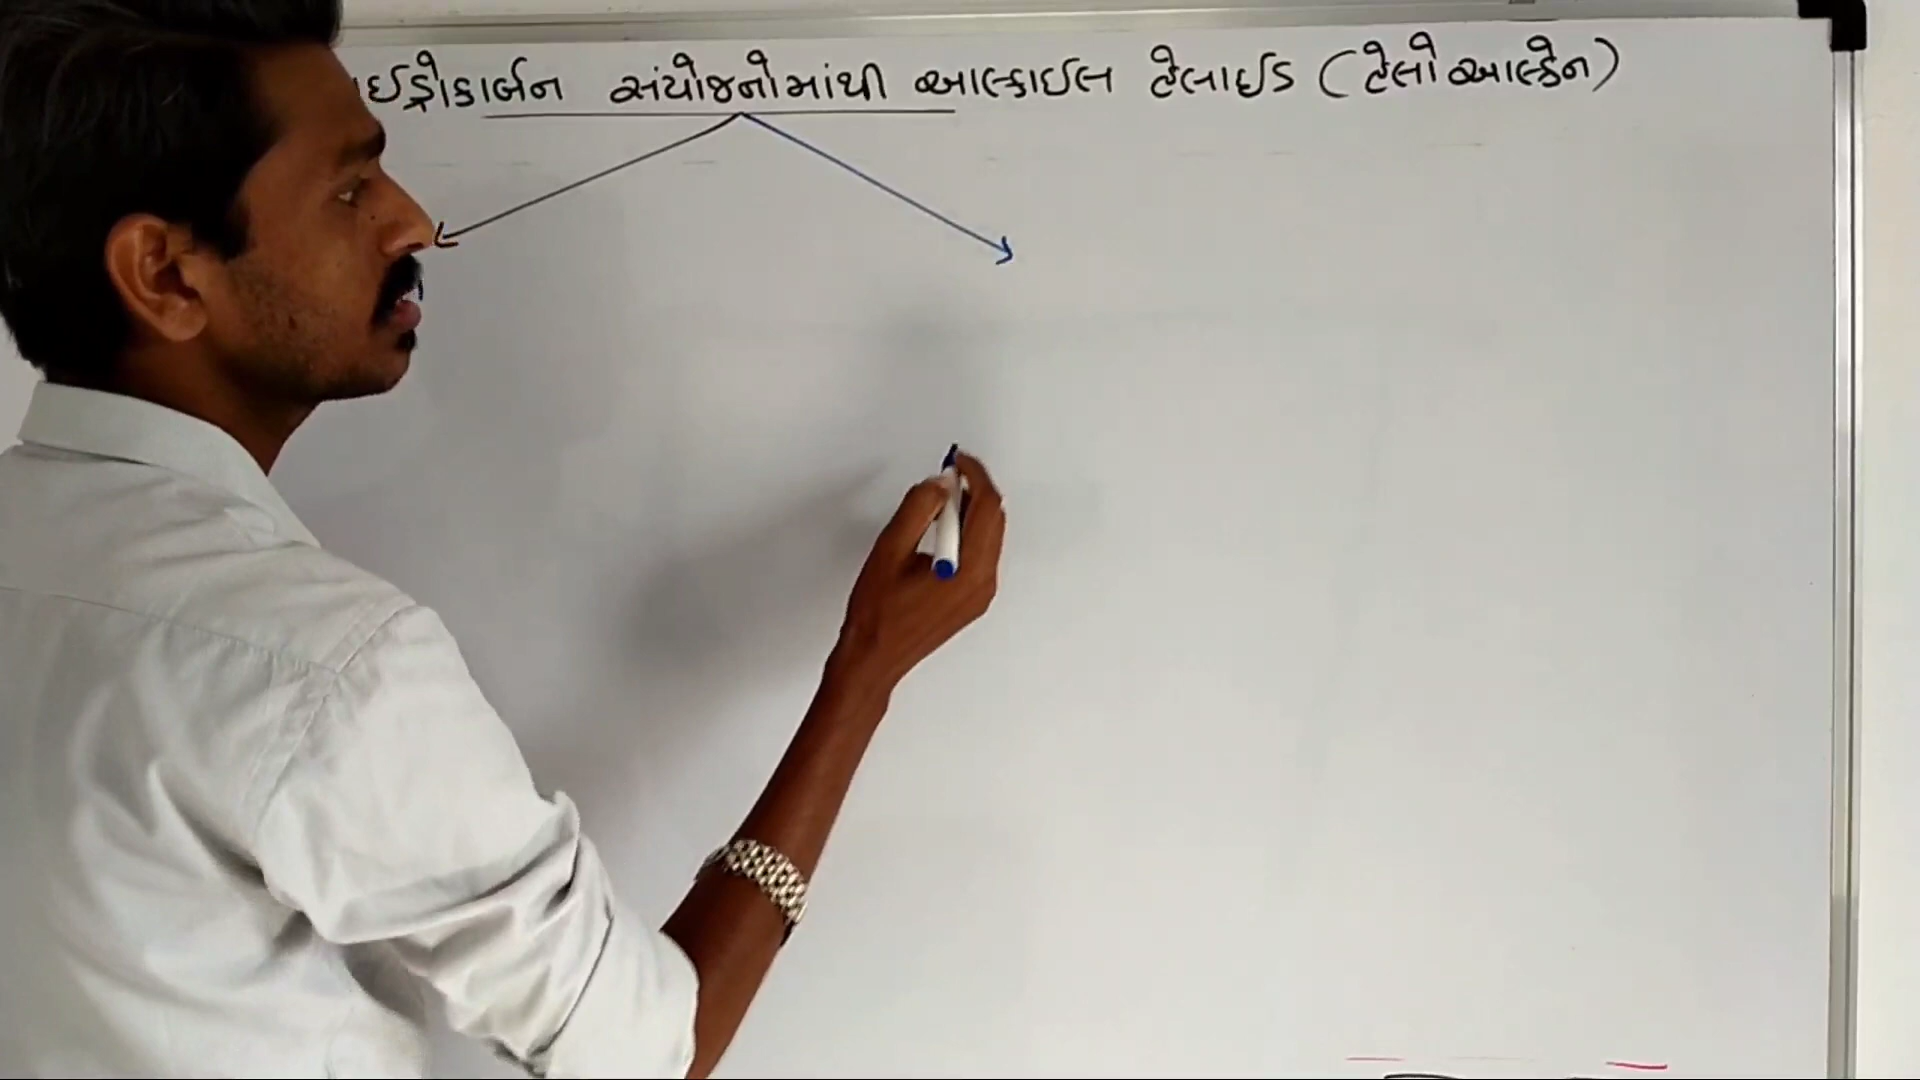 ાઈડ્રોકાર્બન સંયોજનોમાંથી આલ્કાઈલ હેલાઈડ (હેલોઆલ્કેન)